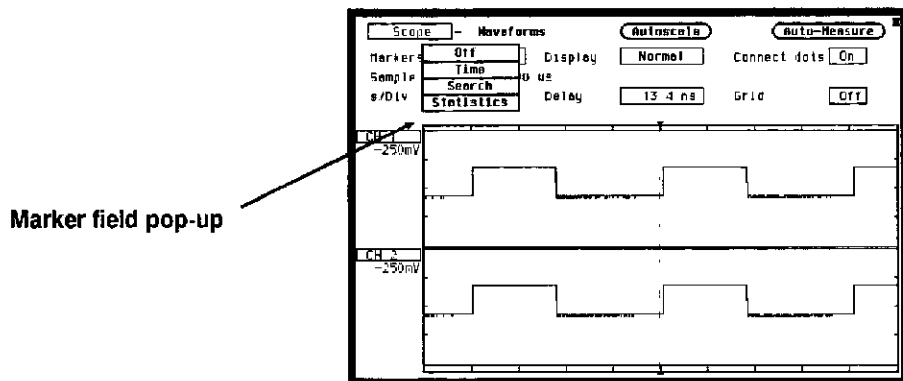 Scope - Waveforms Autoscale Auto-Measure
Markers Off Display Normal Connect dots On
Time
Sample Search us
s/Div Statistics Delay 13.4 ns Grid Off
CH 1
-250mV
Marker field pop-up
CH 2
-250mV